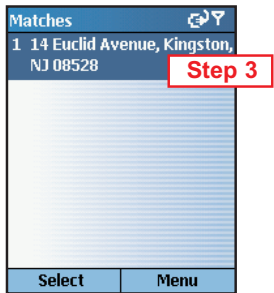 Matches
1 14 Euclid Avenue, Kingston,
NJ 08528
Step 3
Select Menu